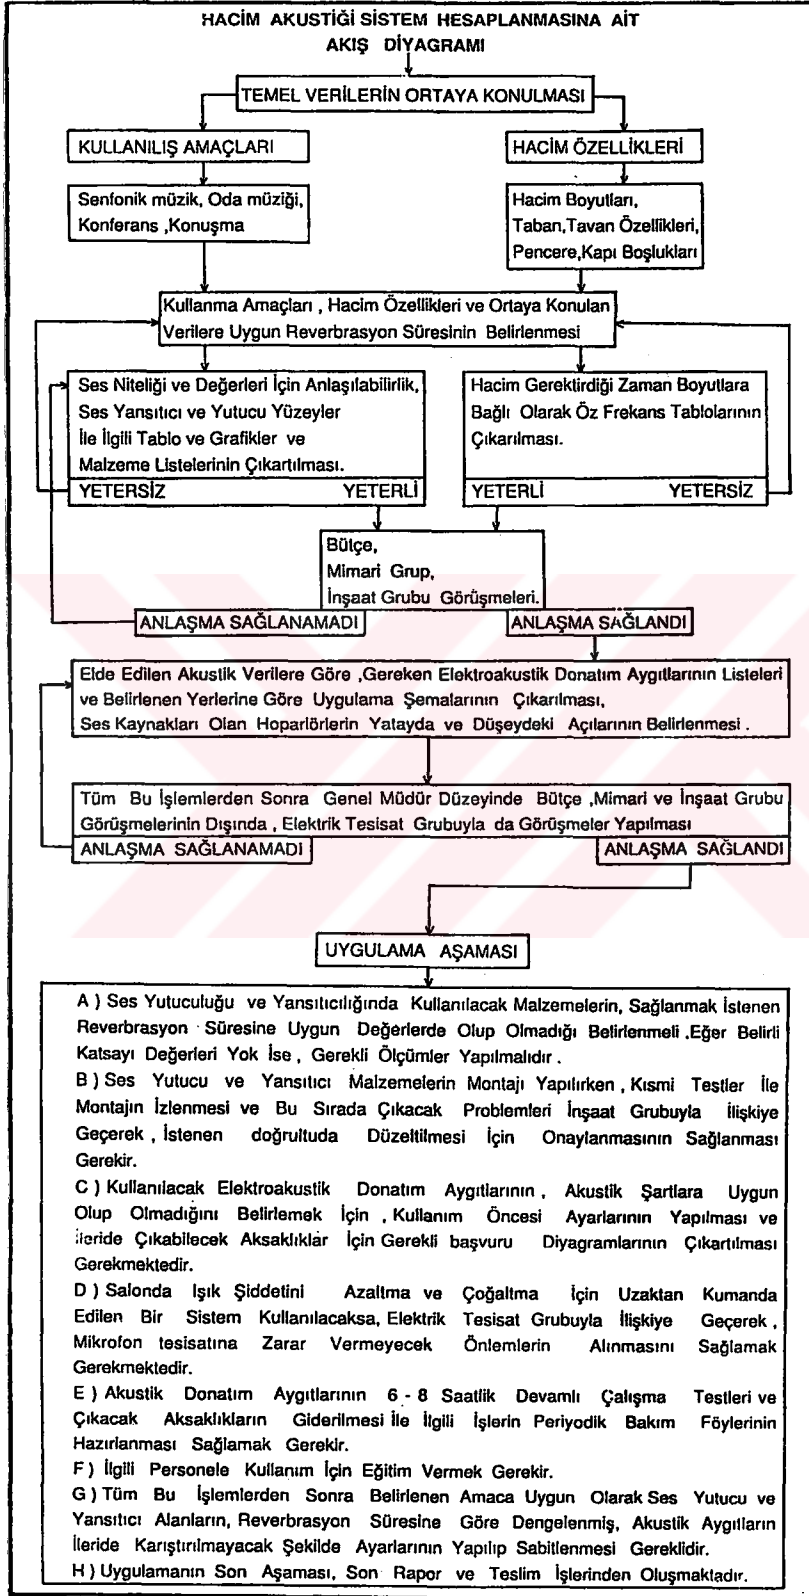 HACİM AKUSTİĞİ SİSTEM HESAPLANMASINA AİT
AKIŞ DİYAGRAMI
TEMEL VERİLERİN ORTAYA KONULMASI
KULLANILIŞ AMAÇLARI
HACİM ÖZELLİKLERİ
Senfonik müzik, Oda müziği,
Konferans ,Konuşma
Hacim Boyutları,
Taban,Tavan Özellikleri,
Pencere,Kapı Boşlukları
Kullanma Amaçları , Hacim Özellikleri ve Ortaya Konulan
Verilere Uygun Reverbrasyon Süresinin Belirlenmesi
Ses Niteliği ve Değerleri İçin Anlaşılabilirlik,
Ses Yansıtıcı ve Yutucu Yüzeyler
İle İlgili Tablo ve Grafikler ve
Malzeme Listelerinin Çıkartılması.
YETERSİZ YETERLİ
Hacim Gerektirdiği Zaman Boyutlara
Bağlı Olarak Öz Frekans Tablolarının
Çıkarılması.
YETERLİ YETERSİZ
Bütçe,
Mimari Grup,
İnşaat Grubu Görüşmeleri.
ANLAŞMA SAĞLANAMADI
ANLAŞMA SAĞLANDI
Elde Edilen Akustik Verilere Göre ,Gereken Elektroakustik Donatım Aygıtlarının Listeleri
ve Belirlenen Yerlerine Göre Uygulama Şemalarının Çıkarılması,
Ses Kaynakları Olan Hoparlörlerin Yatayda ve Düşeydeki Açılarının Belirlenmesi .
Tüm Bu İşlemlerden Sonra Genel Müdür Düzeyinde Bütçe ,Mimari ve İnşaat Grubu
Görüşmelerinin Dışında , Elektrik Tesisat Grubuyla da Görüşmeler Yapılması
ANLAŞMA SAĞLANAMADI
ANLAŞMA SAĞLANDI
UYGULAMA AŞAMASI
A ) Ses Yutuculuğu ve Yansıtıcılığında Kullanılacak Malzemelerin, Sağlanmak İstenen
Reverbrasyon Süresine Uygun Değerlerde Olup Olmadığı Belirlenmeli .Eğer Belirli
Katsayı Değerleri Yok İse , Gerekli Ölçümler Yapılmalıdır .
B ) Ses Yutucu ve Yansıtıcı Malzemelerin Montajı Yapılırken , Kısmi Testler İle
Montajın İzlenmesi ve Bu Sırada Çıkacak Problemleri İnşaat Grubuyla İlişkiye
Geçerek , İstenen doğrultuda Düzeltilmesi İçin Onaylanmasının Sağlanması
Gerekir.
C ) Kullanılacak Elektroakustik Donatım Aygıtlarının , Akustik Şartlara Uygun
Olup Olmadığını Belirlemek İçin , Kullanım Öncesi Ayarlarının Yapılması ve
İleride Çıkabilecek Aksaklıklar İçin Gerekli başvuru Diyagramlarının Çıkartılması
Gerekmektedir.
D ) Salonda Işık Şiddetini Azaltma ve Çoğaltma İçin Uzaktan Kumanda
Edilen Bir Sistem Kullanılacaksa, Elektrik Tesisat Grubuyla İlişkiye Geçerek ,
Mikrofon tesisatına Zarar Vermeyecek Önlemlerin Alınmasını Sağlamak
Gerekmektedir.
E ) Akustik Donatım Aygıtlarının 6 - 8 Saatlik Devamlı Çalışma Testleri ve
Çıkacak Aksaklıkların Giderilmesi İle İlgili İşlerin Periyodik Bakım Föylerinin
Hazırlanması Sağlamak Gerekir.
F ) İlgili Personele Kullanım İçin Eğitim Vermek Gerekir.
G ) Tüm Bu İşlemlerden Sonra Belirlenen Amaca Uygun Olarak Ses Yutucu ve
Yansıtıcı Alanların, Reverbrasyon Süresine Göre Dengelenmiş, Akustik Aygıtların
İleride Karıştırılmayacak Şekilde Ayarlarının Yapılıp Sabitlenmesi Gereklidir.
H ) Uygulamanın Son Aşaması, Son Rapor ve Teslim İşlerinden Oluşmaktadır.